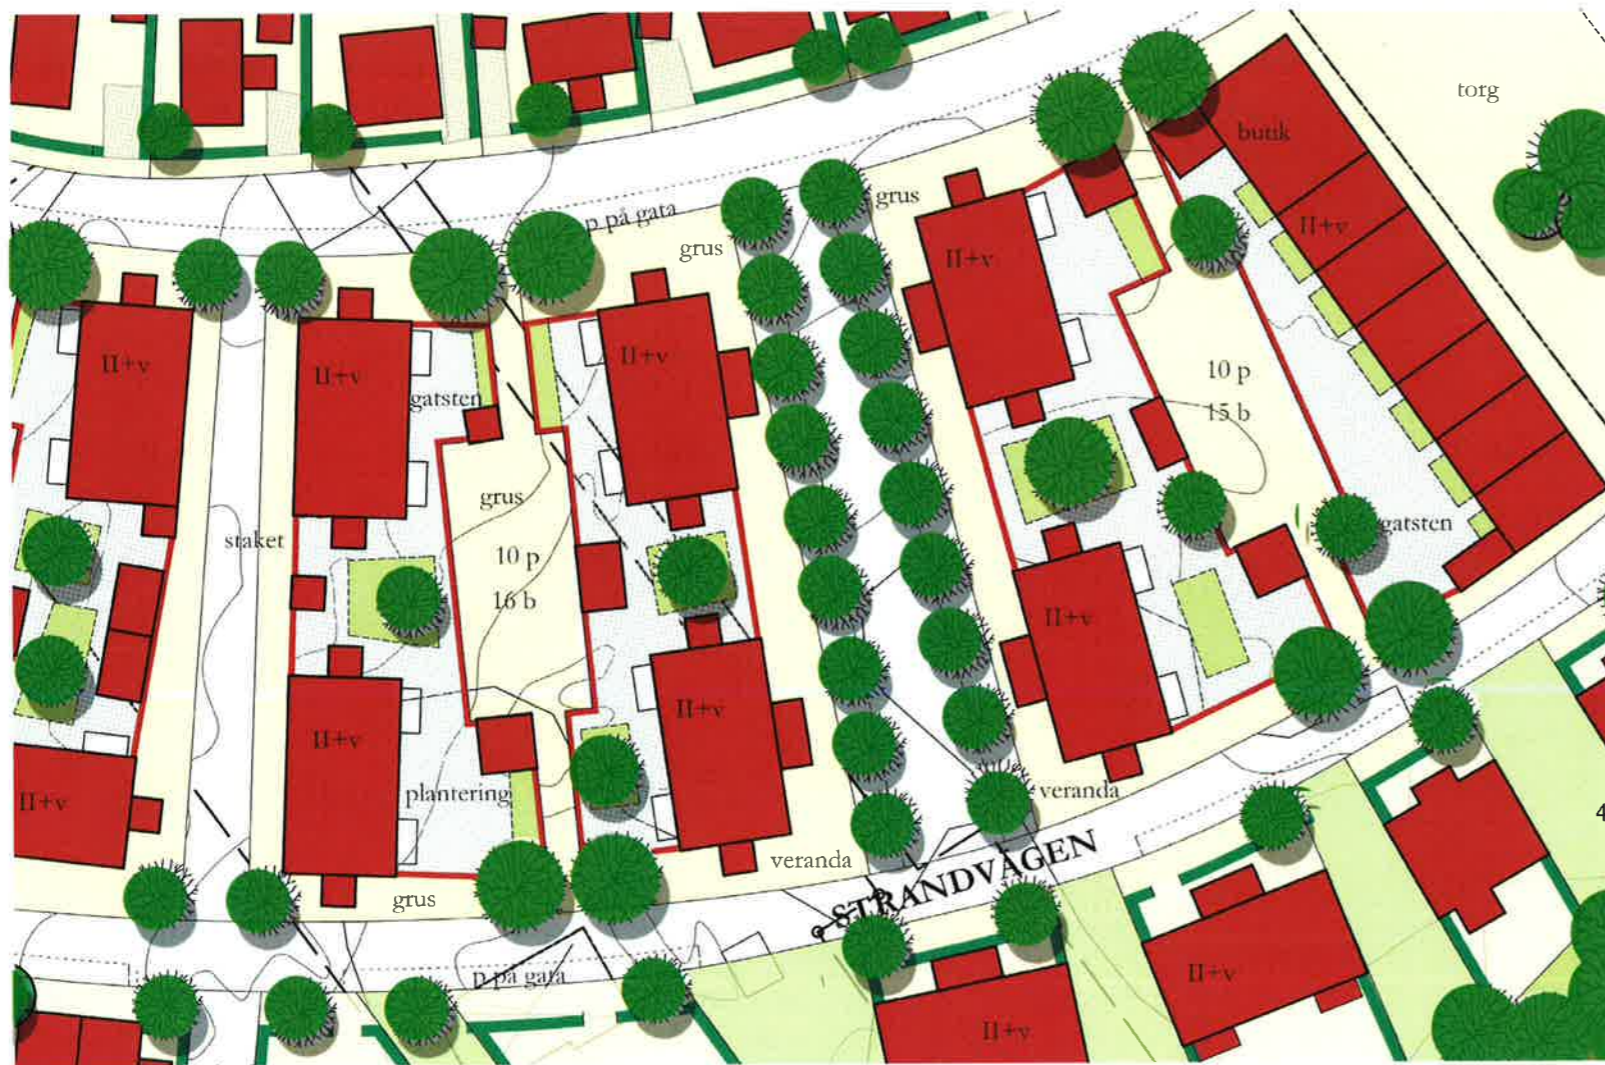 torg
butik
II+v
p på gata
grus
grus
II+v
II+v
II+v
II+v
gatsten
10 p
15 b
grus
10 p
16 b
staket
gatsten
II+v
II+v
II+v
II+v
plantering
veranda
veranda
grus
STRANDVÄGEN
p på gata
II+v
II+v
4